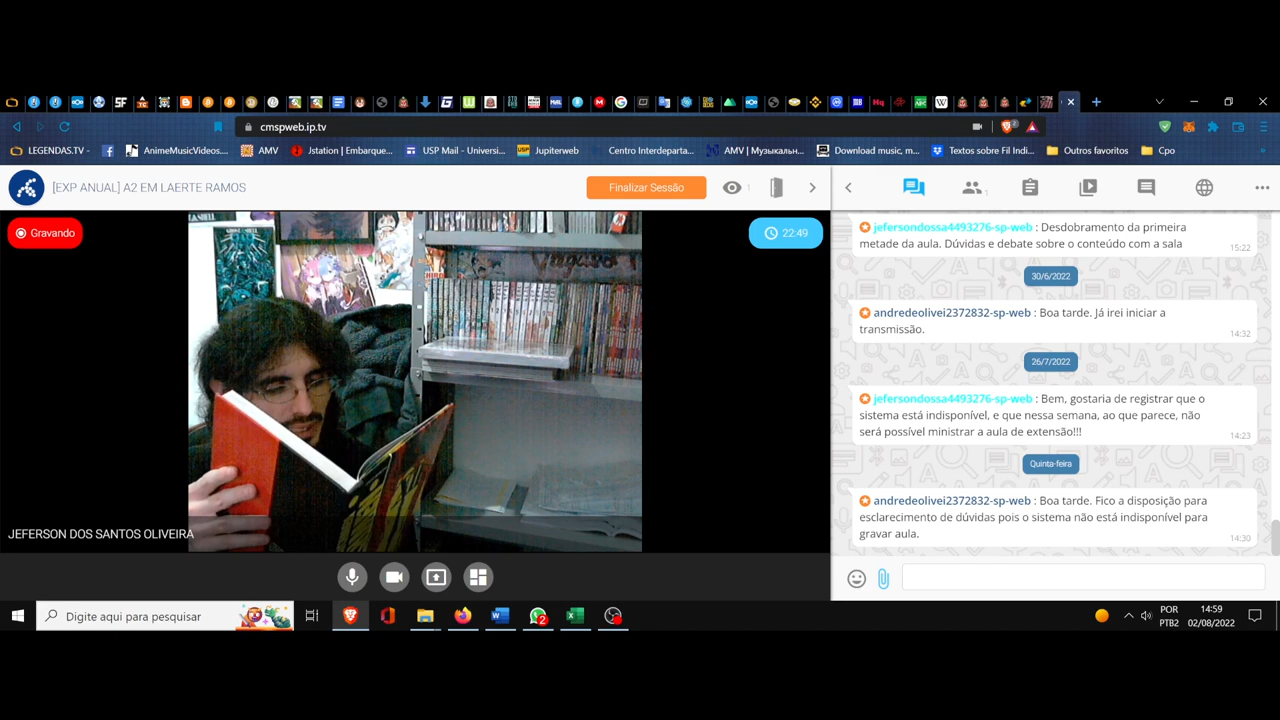 cmspweb.ip.tv
LEGENDAS.TV -
AnimeMusicVideos...
AMV
Jstation | Embarque...
USP Mail - Universi...
Jupiterweb
Centro Interdeparta...
AMV | Музыкальн...
Download music, m...
Textos sobre Fil Indi...
Outros favoritos
Cpo
[EXP ANUAL] A2 EM LAERTE RAMOS
Finalizar Sessão
1
1
Gravando
22:49
JEFERSON DOS SANTOS OLIVEIRA
jefersondossa4493276-sp-web : Desdobramento da primeira
metade da aula. Dúvidas e debate sobre o conteúdo com a sala
15:22
30/6/2022
andredeolivei2372832-sp-web : Boa tarde. Já irei iniciar a
transmissão.
14:32
26/7/2022
jefersondossa4493276-sp-web : Bem, gostaria de registrar que o
sistema está indisponível, e que nessa semana, ao que parece, não
será possível ministrar a aula de extensão!!!
14:23
Quinta-feira
andredeolivei2372832-sp-web : Boa tarde. Fico a disposição para
esclarecimento de dúvidas pois o sistema não está indisponível para
gravar aula.
14:30
Digite aqui para pesquisar
2
POR
PTB2
14:59
02/08/2022